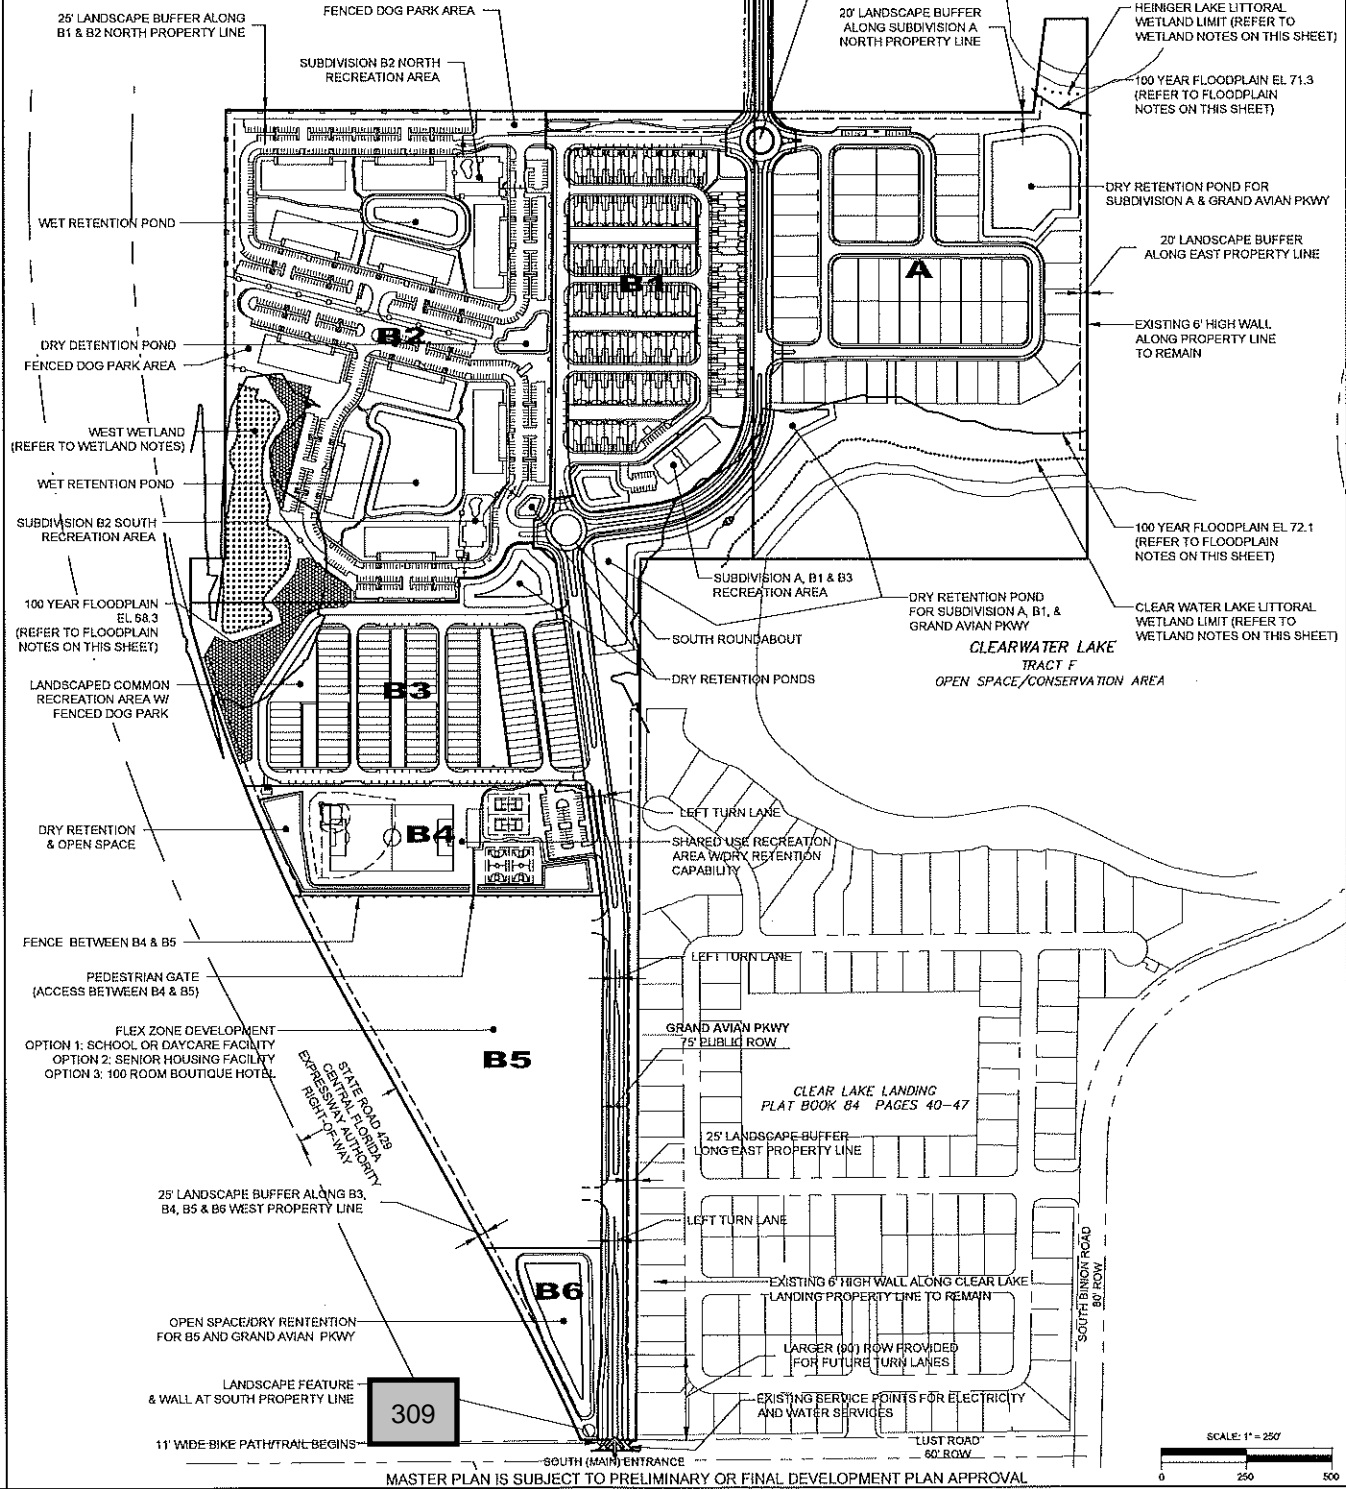 25' LANDSCAPE BUFFER ALONG
B1 & B2 NORTH PROPERTY LINE
FENCED DOG PARK AREA
SUBDIVISION B2 NORTH
RECREATION AREA
20' LANDSCAPE BUFFER
ALONG SUBDIVISION A
NORTH PROPERTY LINE
HEINIGER LAKE LITTORAL
WETLAND LIMIT (REFER TO
WETLAND NOTES ON THIS SHEET)
100 YEAR FLOODPLAIN EL 71.3
(REFER TO FLOODPLAIN
NOTES ON THIS SHEET)
DRY RETENTION POND FOR
SUBDIVISION A & GRAND AVIAN PKWY
WET RETENTION POND
20' LANDSCAPE BUFFER
ALONG EAST PROPERTY LINE
A
B1
B2
EXISTING 6' HIGH WALL
ALONG PROPERTY LINE
TO REMAIN
DRY DETENTION POND
FENCED DOG PARK AREA
WEST WETLAND
(REFER TO WETLAND NOTES)
WET RETENTION POND
SUBDIVISION B2 SOUTH
RECREATION AREA
100 YEAR FLOODPLAIN EL 72.1
(REFER TO FLOODPLAIN
NOTES ON THIS SHEET)
SUBDIVISION A, B1 & B3
RECREATION AREA
DRY RETENTION POND
FOR SUBDIVISION A, B1, &
GRAND AVIAN PKWY
100 YEAR FLOODPLAIN
EL 68.3
(REFER TO FLOODPLAIN
NOTES ON THIS SHEET)
CLEAR WATER LAKE LITTORAL
WETLAND LIMIT (REFER TO
WETLAND NOTES ON THIS SHEET)
SOUTH ROUNDABOUT
CLEARWATER LAKE
TRACT F
OPEN SPACE/CONSERVATION AREA
DRY RETENTION PONDS
LANDSCAPED COMMON
RECREATION AREA W/
FENCED DOG PARK
B3
LEFT TURN LANE
DRY RETENTION
& OPEN SPACE
B4
SHARED USE RECREATION
AREA W/DRY RETENTION
CAPABILITY
FENCE BETWEEN B4 & B5
LEFT TURN LANE
PEDESTRIAN GATE
(ACCESS BETWEEN B4 & B5)
FLEX ZONE DEVELOPMENT
OPTION 1: SCHOOL OR DAYCARE FACILITY
OPTION 2: SENIOR HOUSING FACILITY
OPTION 3: 100 ROOM BOUTIQUE HOTEL
B5
GRAND AVIAN PKWY
75' PUBLIC ROW
STATE ROAD 429
CENTRAL FLORIDA
EXPRESSWAY AUTHORITY
RIGHT-OF-WAY
CLEAR LAKE LANDING
PLAT BOOK 84 PAGES 40-47
25' LANDSCAPE BUFFER
LONG EAST PROPERTY LINE
25' LANDSCAPE BUFFER ALONG B3,
B4, B5 & B6 WEST PROPERTY LINE
LEFT TURN LANE
SOUTH BINION ROAD
80' ROW
B6
EXISTING 6' HIGH WALL ALONG CLEAR LAKE
LANDING PROPERTY LINE TO REMAIN
OPEN SPACE/DRY RENTENTION
FOR B5 AND GRAND AVIAN PKWY
LARGER (90') ROW PROVIDED
FOR FUTURE TURN LANES
LANDSCAPE FEATURE
& WALL AT SOUTH PROPERTY LINE
309
EXISTING SERVICE POINTS FOR ELECTRICITY
AND WATER SERVICES
11' WIDE BIKE PATH/TRAIL BEGINS
LUST ROAD
60' ROW
SOUTH (MAIN) ENTRANCE
MASTER PLAN IS SUBJECT TO PRELIMINARY OR FINAL DEVELOPMENT PLAN APPROVAL
SCALE: 1" = 250'
0 250 500